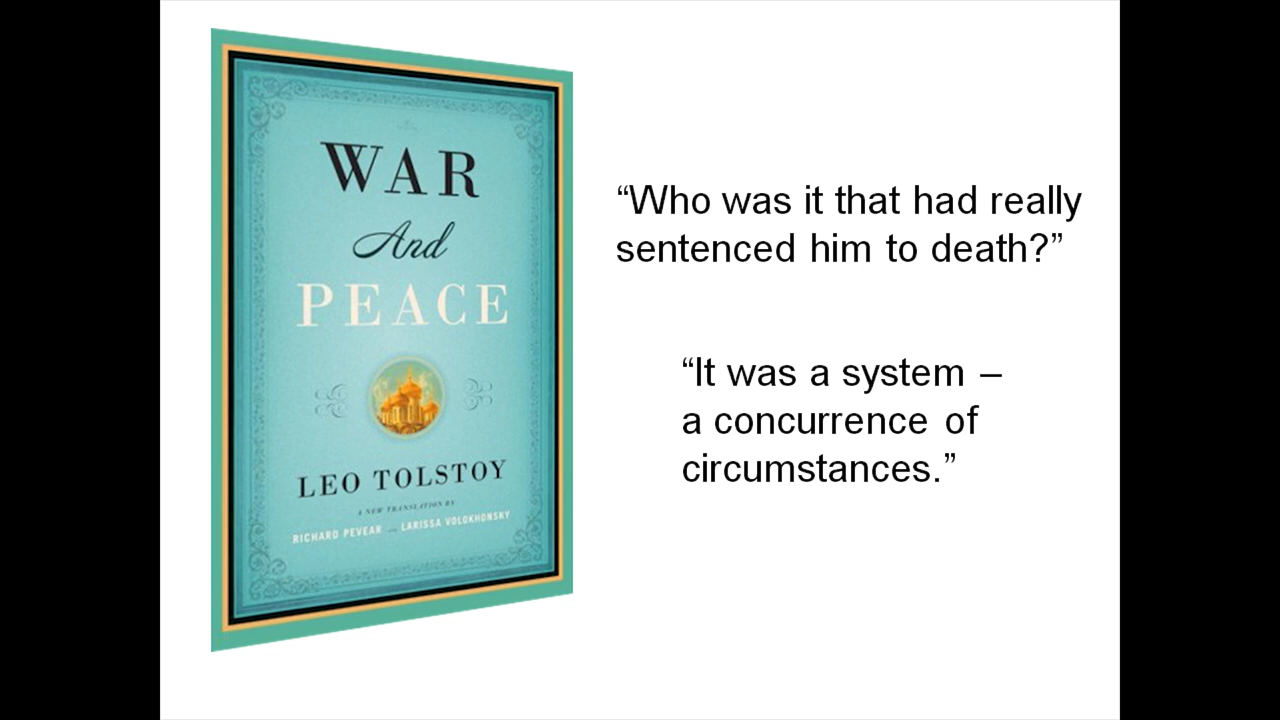 WAR
And
PEACE
LEO TOLSTOY
A NEW TRANSLATION BY
RICHARD PEVEAR AND LARISSA VOLOKHONSKY
“Who was it that had really
sentenced him to death?”
“It was a system –
a concurrence of
circumstances.”